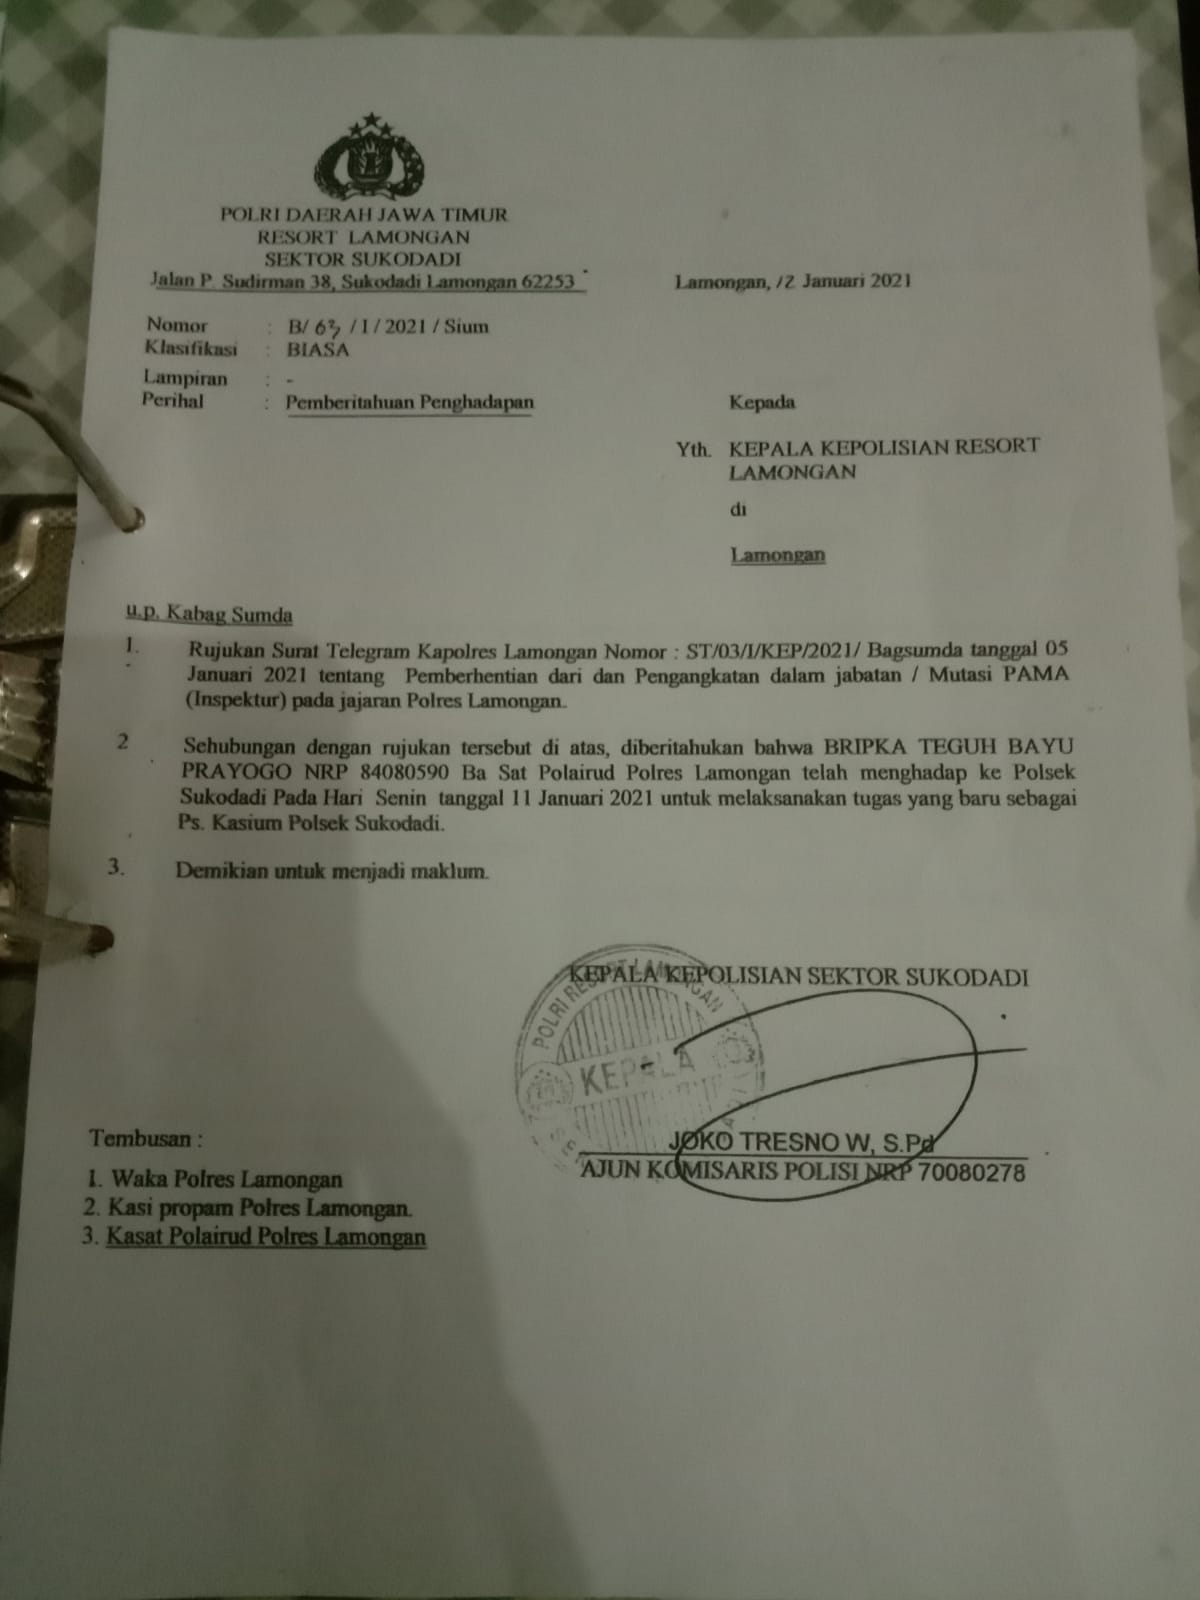 POLRI DAERAH JAWA TIMUR
RESORT LAMONGAN
SEKTOR SUKODADI
Jalan P. Sudirman 38, Sukodadi Lamongan 62253
Lamongan, 12 Januari 2021
Nomor : B/ 63 / I / 2021 / Sium
Klasifikasi : BIASA
Lampiran : -
Perihal : Pemberitahuan Penghadapan
Kepada
Yth. KEPALA KEPOLISIAN RESORT
LAMONGAN
di
Lamongan
u.p. Kabag Sumda
1. Rujukan Surat Telegram Kapolres Lamongan Nomor : ST/03/I/KEP/2021/ Bagsumda tanggal 05
Januari 2021 tentang Pemberhentian dari dan Pengangkatan dalam jabatan / Mutasi PAMA
(Inspektur) pada jajaran Polres Lamongan.
2 Sehubungan dengan rujukan tersebut di atas, diberitahukan bahwa BRIPKA TEGUH BAYU
PRAYOGO NRP 84080590 Ba Sat Polairud Polres Lamongan telah menghadap ke Polsek
Sukodadi Pada Hari Senin tanggal 11 Januari 2021 untuk melaksanakan tugas yang baru sebagai
Ps. Kasium Polsek Sukodadi.
3. Demikian untuk menjadi maklum.
KEPALA KEPOLISIAN SEKTOR SUKODADI
POLRI RESORT LAMONGAN
KEPALA
JOKO TRESNO W, S.Pd
AJUN KOMISARIS POLISI NRP 70080278
Tembusan :
1. Waka Polres Lamongan
2. Kasi propam Polres Lamongan.
3. Kasat Polairud Polres Lamongan